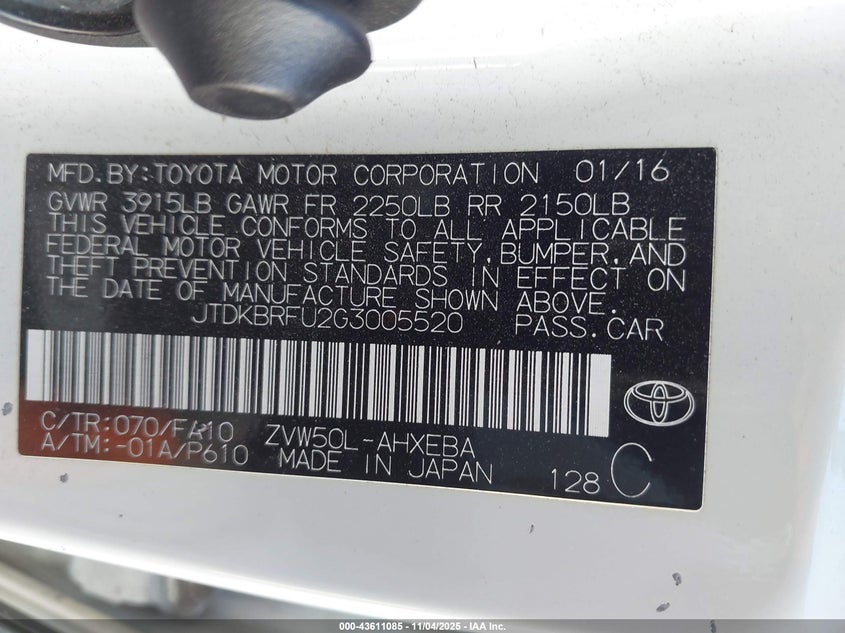 MFD.BY:TOYOTA MOTOR CORPORATION 01/16
GVWR 3915LB GAWR FR 2250LB RR 2150LB
THIS VEHICLE CONFORMS TO ALL APPLICABLE
FEDERAL MOTOR VEHICLE SAFETY,BUMPER,AND
THEFT PREVENTION STANDARDS IN EFFECT ON
THE DATE OF MANUFACTURE SHOWN ABOVE.
JTDKBRFU2G3005520 PASS.CAR
C/TR:070/FA10 ZVW50L-AHXEBA
A/TM:-01A/P610 MADE IN JAPAN 128 C
000-43611085 - 11/04/2025 - IAA Inc.